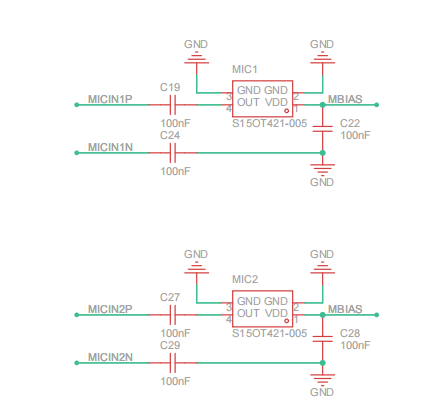 GND GND
MIC1
C19
GND GND
MICIN1P 3 2 MBIAS
OUT VDD
4 1
100nF S15OT421-005 C22
C24 100nF
MICIN1N
100nF
GND
GND GND
MIC2
C27
GND GND
MICIN2P 3 2 MBIAS
OUT VDD
4 1
100nF S15OT421-005 C28
C29 100nF
MICIN2N
100nF
GND